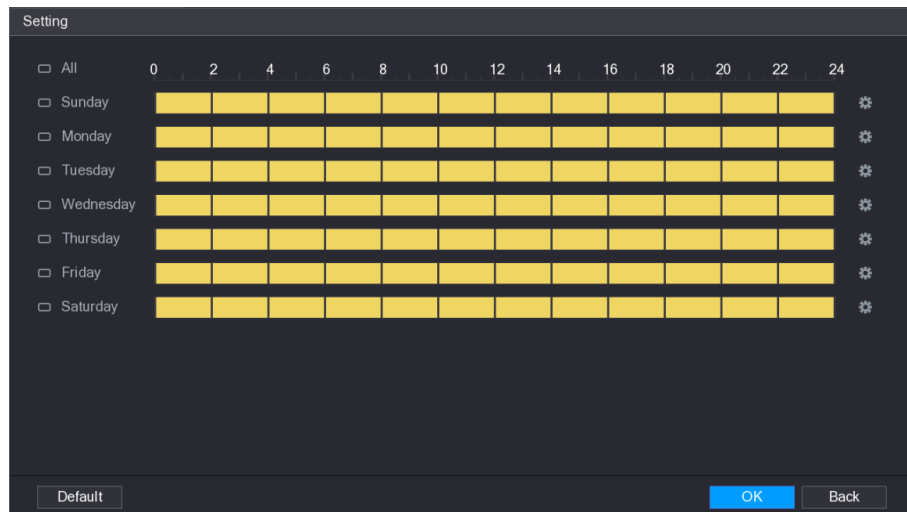 Setting
All 0 2 4 6 8 10 12 14 16 18 20 22 24
Sunday
Monday
Tuesday
Wednesday
Thursday
Friday
Saturday
Default OK Back